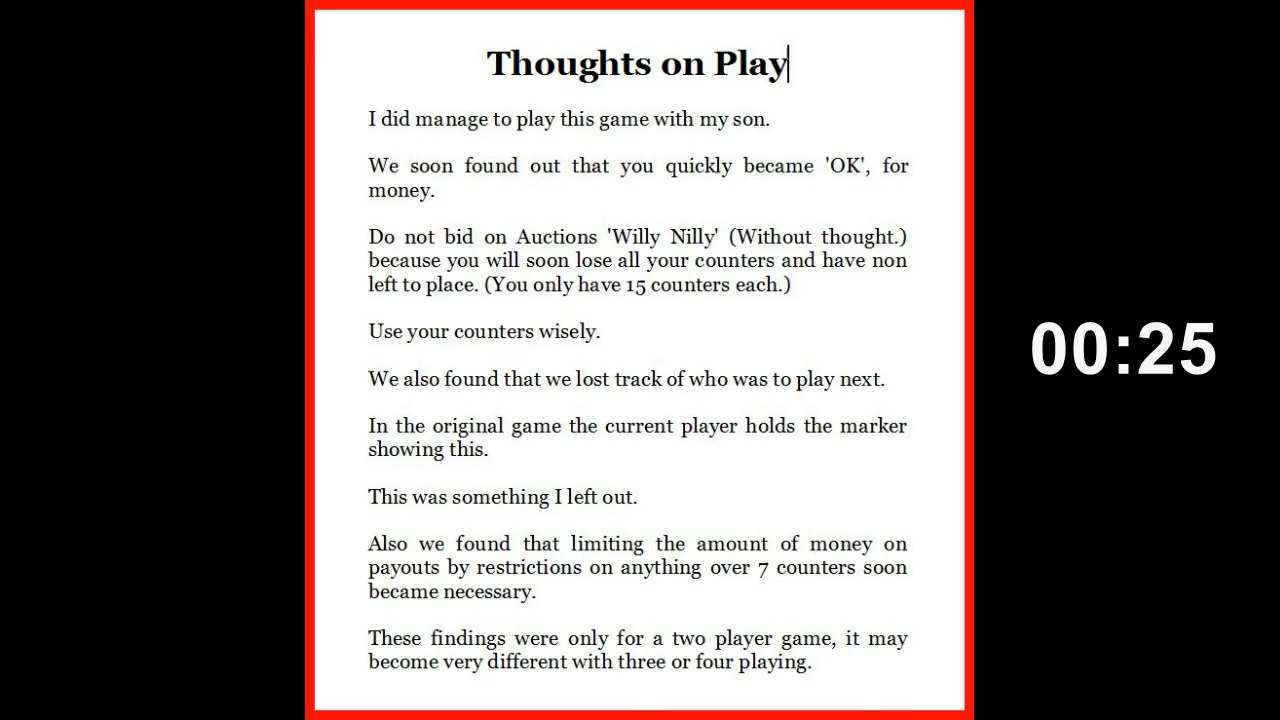 Thoughts on Play
I did manage to play this game with my son.
We soon found out that you quickly became 'OK', for
money.
Do not bid on Auctions 'Willy Nilly' (Without thought.)
because you will soon lose all your counters and have non
left to place. (You only have 15 counters each.)
Use your counters wisely.
We also found that we lost track of who was to play next.
In the original game the current player holds the marker
showing this.
This was something I left out.
Also we found that limiting the amount of money on
payouts by restrictions on anything over 7 counters soon
became necessary.
These findings were only for a two player game, it may
become very different with three or four playing.
00:25